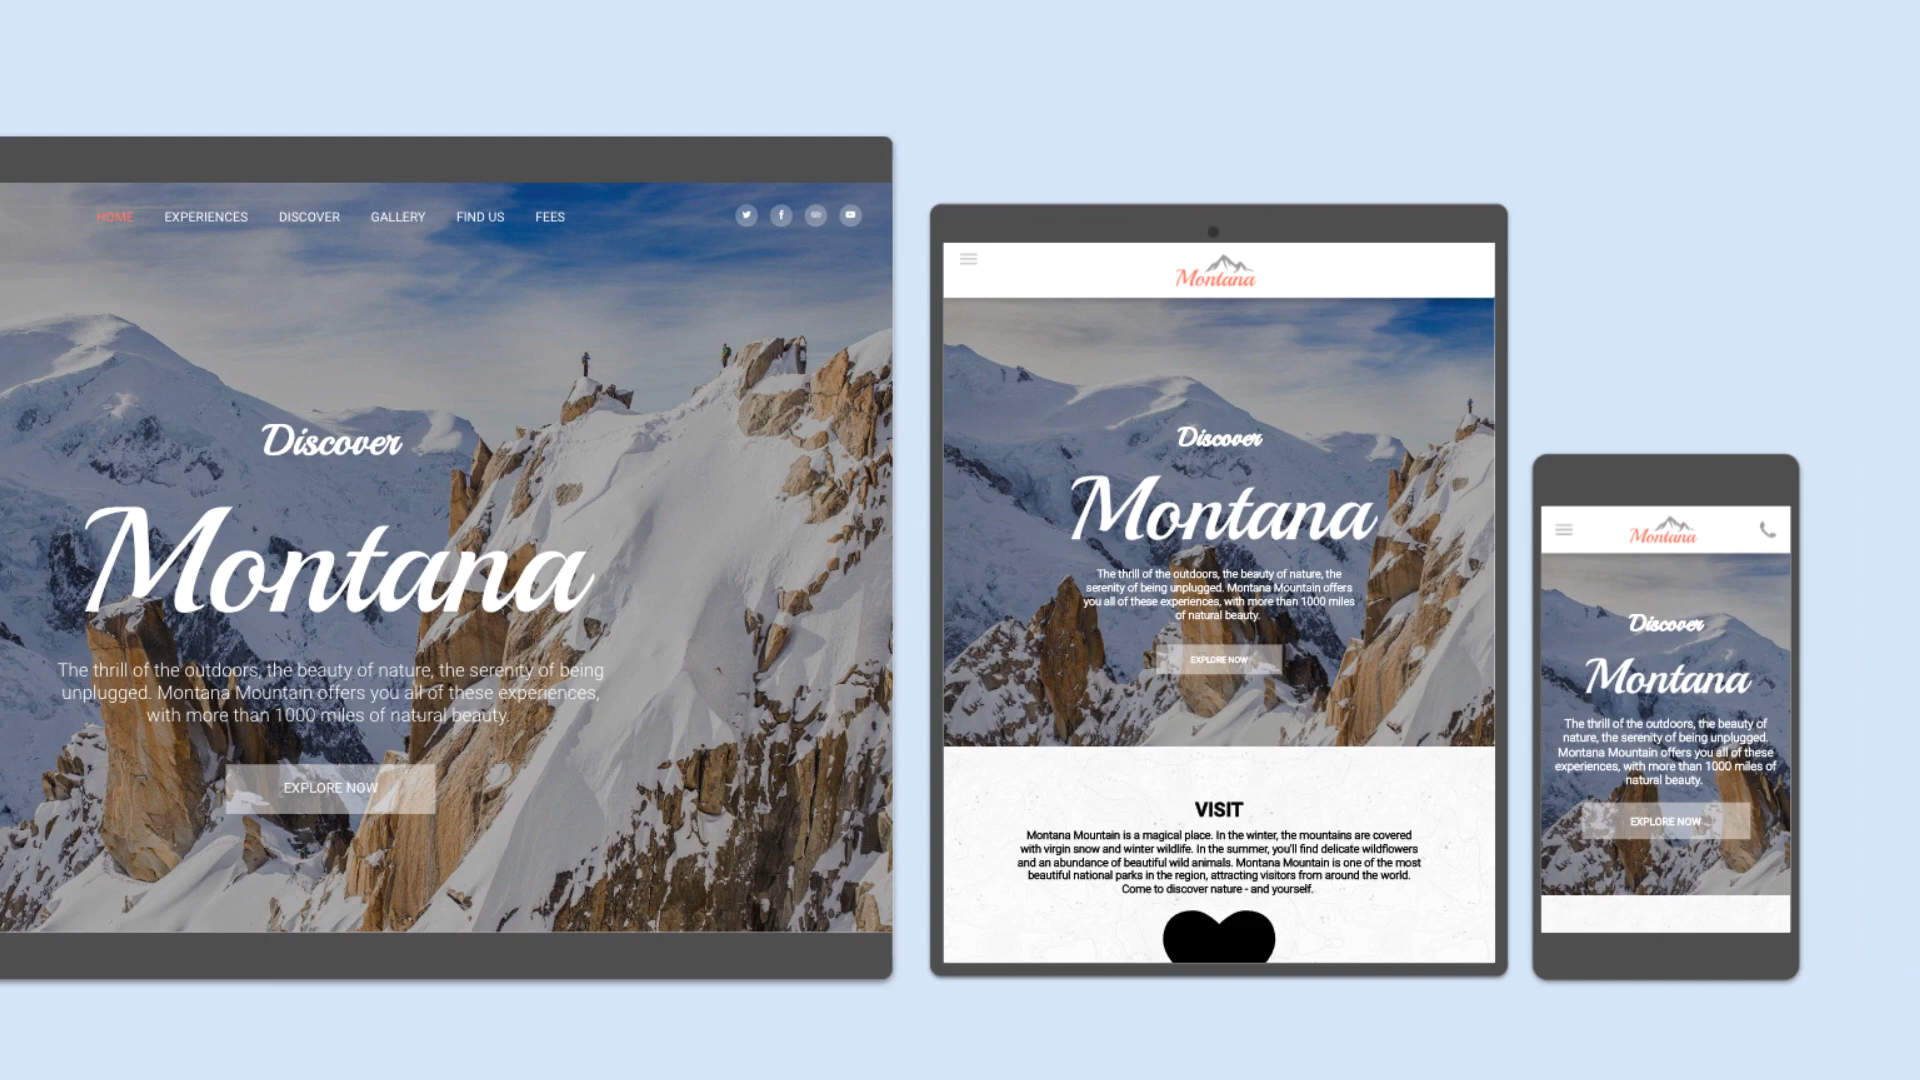 HOME EXPERIENCES DISCOVER GALLERY FIND US FEES
Discover
Montana
The thrill of the outdoors, the beauty of nature, the serenity of being
unplugged. Montana Mountain offers you all of these experiences,
with more than 1000 miles of natural beauty.
EXPLORE NOW
Montana
Discover
Montana
The thrill of the outdoors, the beauty of nature, the
serenity of being unplugged. Montana Mountain offers
you all of these experiences, with more than 1000 miles
of natural beauty.
EXPLORE NOW
VISIT
Montana Mountain is a magical place. In the winter, the mountains are covered
with virgin snow and winter wildlife. In the summer, you'll find delicate wildflowers
and an abundance of beautiful wild animals. Montana Mountain is one of the most
beautiful national parks in the region, attracting visitors from around the world.
Come to discover nature - and yourself.
Montana
Discover
Montana
The thrill of the outdoors, the beauty of
nature, the serenity of being unplugged.
Montana Mountain offers you all of these
experiences, with more than 1000 miles of
natural beauty.
EXPLORE NOW